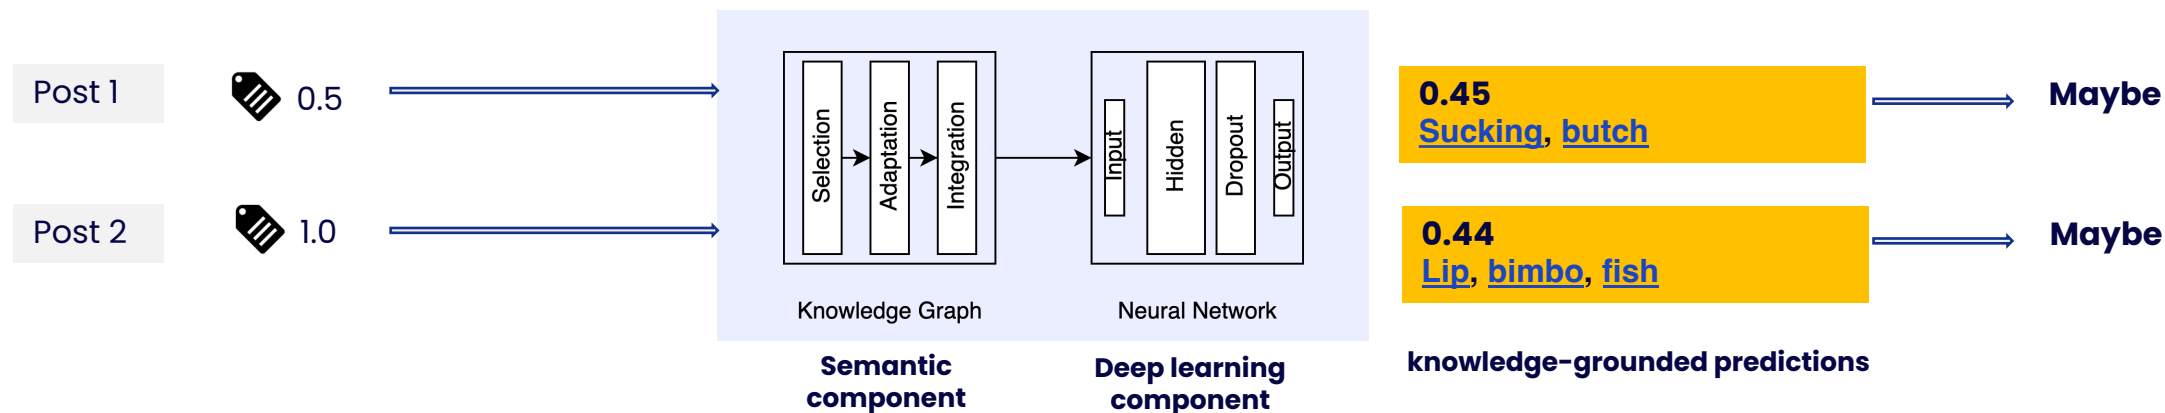 Post 1
0.5
Post 2
1.0
Selection
Adaptation
Integration
Knowledge Graph
Input
Hidden
Dropout
Output
Neural Network
Semantic
component
Deep learning
component
0.45
Sucking, butch
Maybe
0.44
Lip, bimbo, fish
Maybe
knowledge-grounded predictions